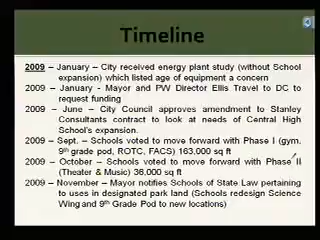 Timeline
2009 – January – City received energy plant study (without School
expansion) which listed age of equipment a concern
2009 – January - Mayor and PW Director Ellis Travel to DC to
request funding
2009 – June – City Council approves amendment to Stanley
Consultants contract to look at needs of Central High
School's expansion.
2009 – Sept. – Schools voted to move forward with Phase I (gym,
9th grade pod, ROTC, FACS) 163,000 sq ft
2009 – October – Schools voted to move forward with Phase II
(Theater & Music) 36,000 sq ft
2009 – November – Mayor notifies Schools of State Law pertaining
to uses in designated park land (Schools redesign Science
Wing and 9th Grade Pod to new locations)